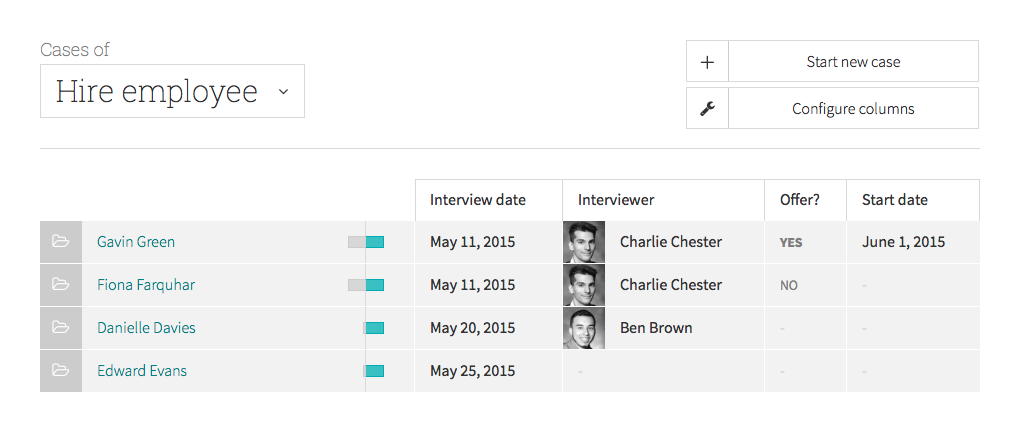 Cases of
Hire employee
Start new case
Configure columns
Interview date Interviewer Offer? Start date
Gavin Green May 11, 2015 Charlie Chester YES June 1, 2015
Fiona Farquhar May 11, 2015 Charlie Chester NO -
Danielle Davies May 20, 2015 Ben Brown - -
Edward Evans May 25, 2015 - - -